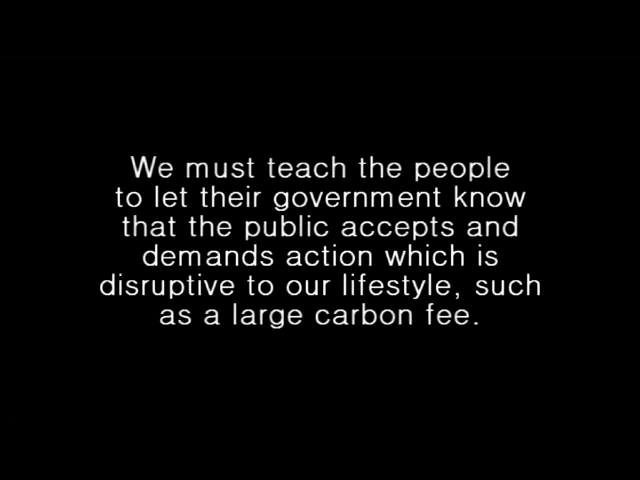 We must teach the people
to let their government know
that the public accepts and
demands action which is
disruptive to our lifestyle, such
as a large carbon fee.